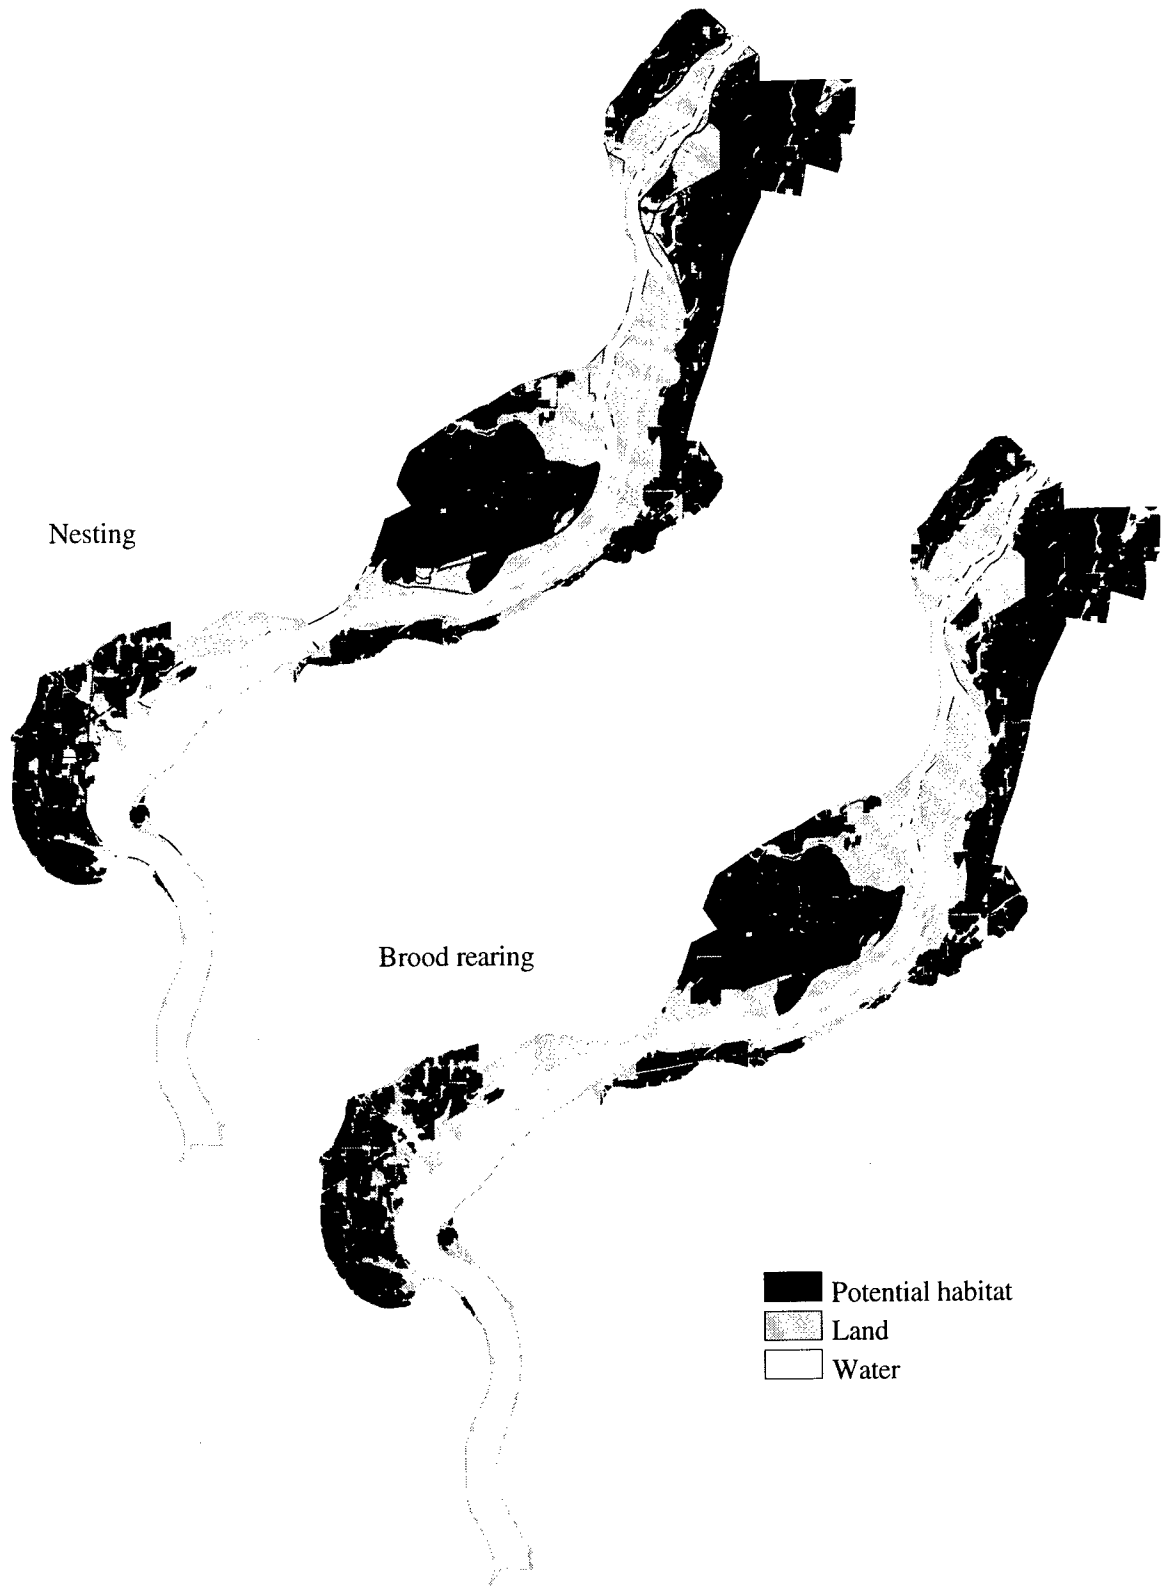 Nesting
Brood rearing
Potential habitat
Land
Water